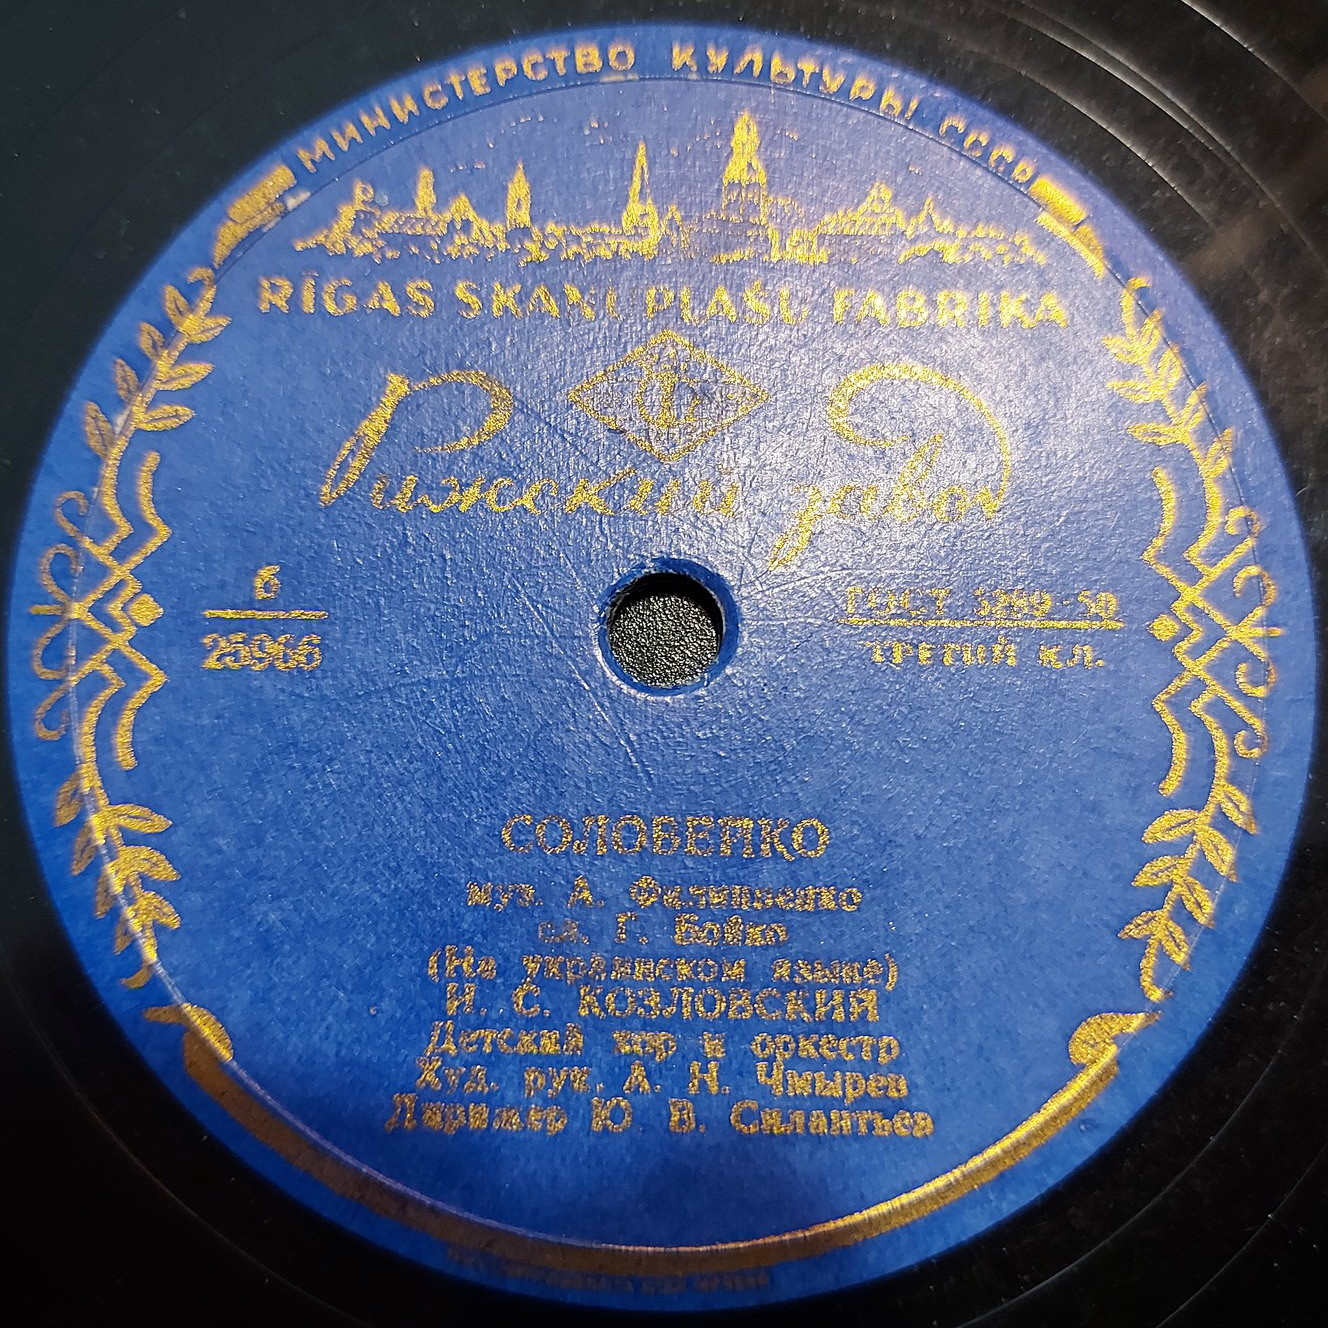 МИНИСТЕРСТВО КУЛЬТУРЫ СССР
RĪGAS SKAŅU PLAŠU FABRIKA
Рижский завод
6
25966
ГОСТ 5289-50
ТРЕТИЙ КЛ.
СОЛОВЕЙКО
муз. А. Филиппенко
сл. Г. Бойко
(На украинском языке)
И. С. КОЗЛОВСКИЙ
Детский хор и оркестр
Худ. рук. А. Н. Чмырев
Дирижер Ю В. Силантьев